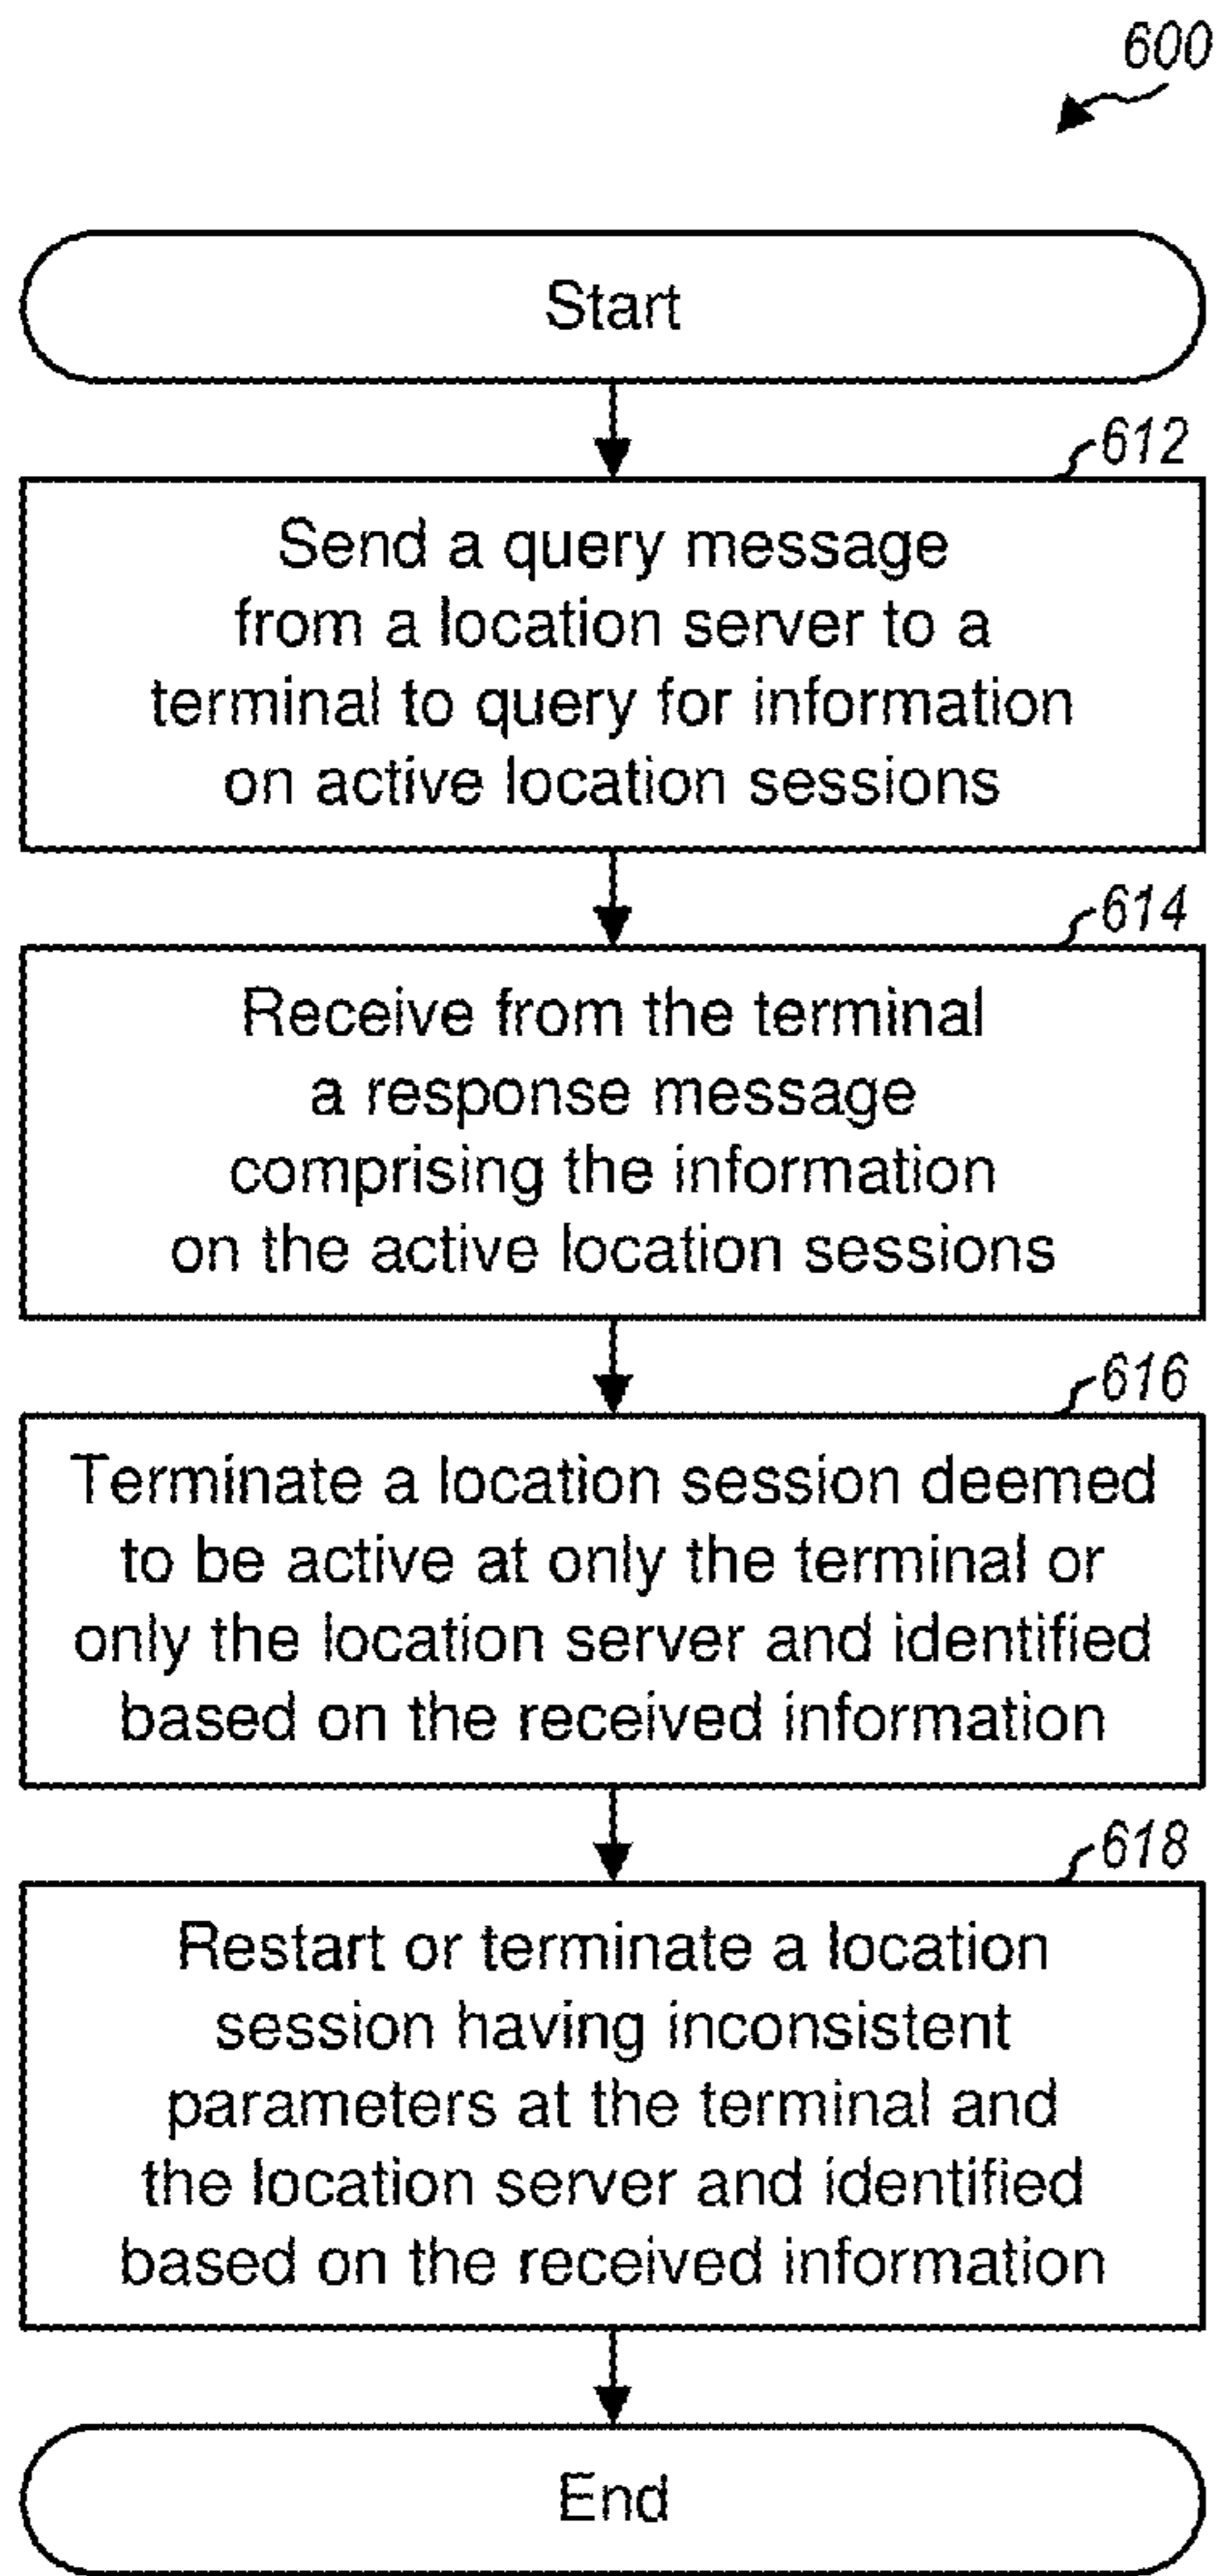 600
Start
612
Send a query message
from a location server to a
terminal to query for information
on active location sessions
614
Receive from the terminal
a response message
comprising the information
on the active location sessions
616
Terminate a location session deemed
to be active at only the terminal or
only the location server and identified
based on the received information
618
Restart or terminate a location
session having inconsistent
parameters at the terminal and
the location server and identified
based on the received information
End